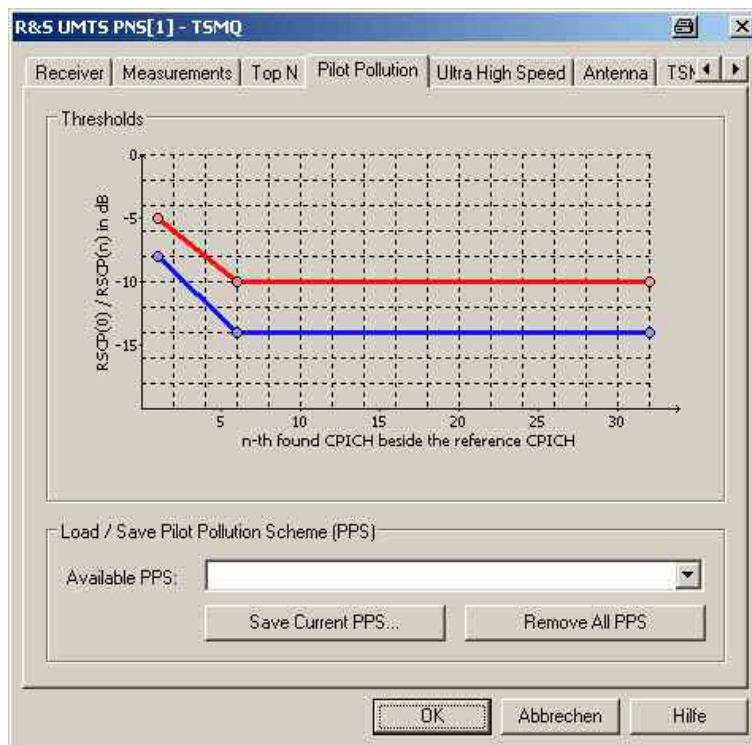 R&S UMTS PNS[1] - TSMQ
Receiver Measurements Top N Pilot Pollution Ultra High Speed Antenna
Thresholds
RSCP(0) / RSCP(n) in dB
0
-5
-10
-15
5 10 15 20 25 30
n-th found CPICH beside the reference CPICH
Load / Save Pilot Pollution Scheme (PPS)
Available PPS:
Save Current PPS... Remove All PPS
OK Abbrechen Hilfe